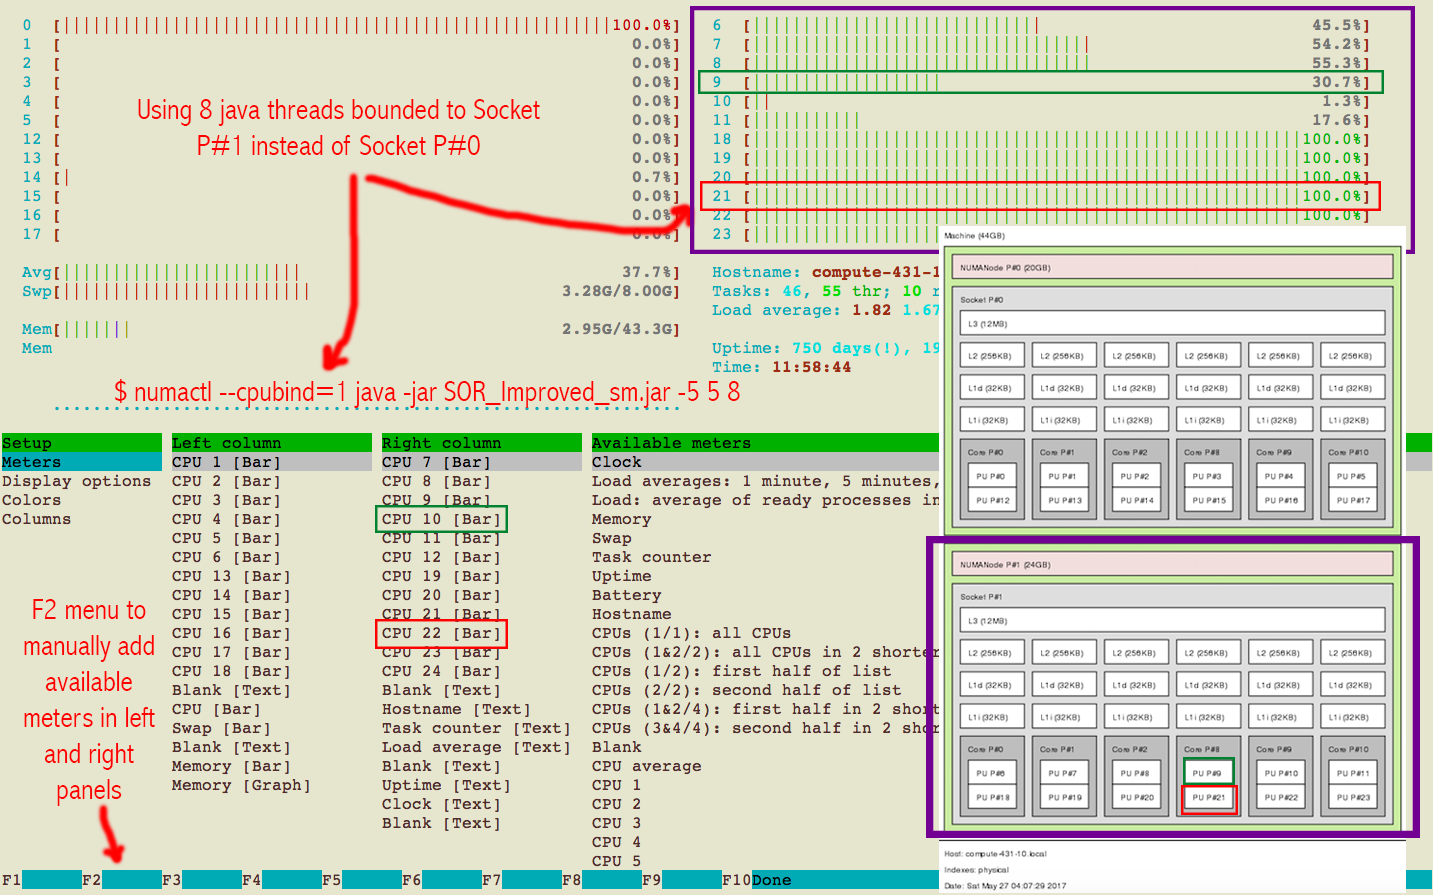 0 [100.0%]
1 [0.0%]
2 [0.0%]
3 [0.0%]
4 [0.0%]
5 [0.0%]
12 [0.0%]
13 [0.0%]
14 [0.7%]
15 [0.0%]
16 [0.0%]
17 [0.0%]
Using 8 java threads bounded to Socket
P#1 instead of Socket P#0
6 [45.5%]
7 [54.2%]
8 [55.3%]
9 [30.7%]
10 [1.3%]
11 [17.6%]
18 [100.0%]
19 [100.0%]
20 [100.0%]
21 [100.0%]
22 [100.0%]
23 [
Avg[37.7%]
Swp[3.28G/8.00G]
Mem[2.95G/43.3G]
Mem
Hostname: compute-431-1
Tasks: 46, 55 thr; 10 r
Load average: 1.82 1.67
Uptime: 750 days(!), 19
Time: 11:58:44
$ numactl --cpubind=1 java -jar SOR_Improved_sm.jar -5 5 8
Setup
Meters
Display options
Colors
Columns
Left column
CPU 1 [Bar]
CPU 2 [Bar]
CPU 3 [Bar]
CPU 4 [Bar]
CPU 5 [Bar]
CPU 6 [Bar]
CPU 13 [Bar]
CPU 14 [Bar]
CPU 15 [Bar]
CPU 16 [Bar]
CPU 17 [Bar]
CPU 18 [Bar]
Blank [Text]
CPU [Bar]
Swap [Bar]
Blank [Text]
Memory [Bar]
Memory [Graph]
Right column
CPU 7 [Bar]
CPU 8 [Bar]
CPU 9 [Bar]
CPU 10 [Bar]
CPU 11 [Bar]
CPU 12 [Bar]
CPU 19 [Bar]
CPU 20 [Bar]
CPU 21 [Bar]
CPU 22 [Bar]
CPU 23 [Bar]
CPU 24 [Bar]
Blank [Text]
Hostname [Text]
Task counter [Text]
Load average [Text]
Blank [Text]
Uptime [Text]
Clock [Text]
Blank [Text]
Available meters
Clock
Load averages: 1 minute, 5 minutes,
Load: average of ready processes in
Memory
Swap
Task counter
Uptime
Battery
Hostname
CPUs (1/1): all CPUs
CPUs (1&2/2): all CPUs in 2 shorter
CPUs (1/2): first half of list
CPUs (2/2): second half of list
CPUs (1&2/4): first half in 2 short
CPUs (3&4/4): second half in 2 shor
Blank
CPU average
CPU 1
CPU 2
CPU 3
CPU 4
CPU 5
F2 menu to
manually add
available
meters in left
and right
panels
Machine (44GB)
NUMANode P#0 (20GB)
Socket P#0
L3 (12MB)
L2 (256KB) L2 (256KB) L2 (256KB) L2 (256KB) L2 (256KB) L2 (256KB)
L1d (32KB) L1d (32KB) L1d (32KB) L1d (32KB) L1d (32KB) L1d (32KB)
L1i (32KB) L1i (32KB) L1i (32KB) L1i (32KB) L1i (32KB) L1i (32KB)
Core P#0 Core P#1 Core P#2 Core P#8 Core P#9 Core P#10
PU P#0 PU P#1 PU P#2 PU P#3 PU P#4 PU P#5
PU P#12 PU P#13 PU P#14 PU P#15 PU P#16 PU P#17
NUMANode P#1 (24GB)
Socket P#1
L3 (12MB)
L2 (256KB) L2 (256KB) L2 (256KB) L2 (256KB) L2 (256KB) L2 (256KB)
L1d (32KB) L1d (32KB) L1d (32KB) L1d (32KB) L1d (32KB) L1d (32KB)
L1i (32KB) L1i (32KB) L1i (32KB) L1i (32KB) L1i (32KB) L1i (32KB)
Core P#0 Core P#1 Core P#2 Core P#8 Core P#9 Core P#10
PU P#6 PU P#7 PU P#8 PU P#9 PU P#10 PU P#11
PU P#18 PU P#19 PU P#20 PU P#21 PU P#22 PU P#23
Host: compute-431-10.local
Indexes: physical
Date: Sat May 27 04:07:29 2017
F1 F2 F3 F4 F5 F6 F7 F8 F9 F10Done